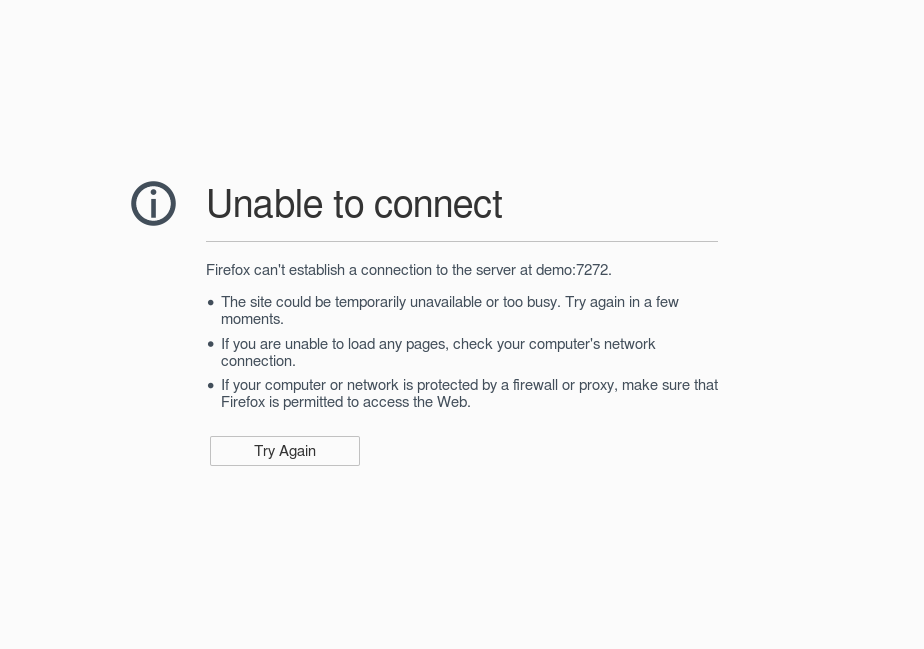 Unable to connect
Firefox can't establish a connection to the server at demo:7272.
• The site could be temporarily unavailable or too busy. Try again in a few
moments.
• If you are unable to load any pages, check your computer's network
connection.
• If your computer or network is protected by a firewall or proxy, make sure that
Firefox is permitted to access the Web.
Try Again